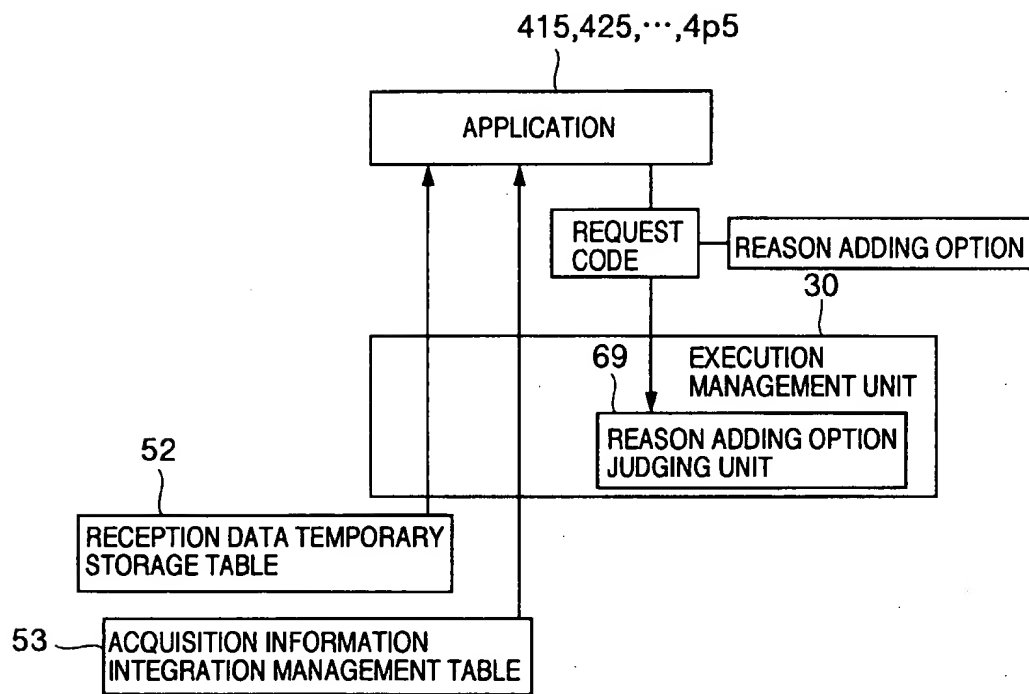 415,425,···,4p5
APPLICATION
REQUEST
CODE
REASON ADDING OPTION
30
69
EXECUTION
MANAGEMENT UNIT
REASON ADDING OPTION
JUDGING UNIT
52
RECEPTION DATA TEMPORARY
STORAGE TABLE
53
ACQUISITION INFORMATION
INTEGRATION MANAGEMENT TABLE